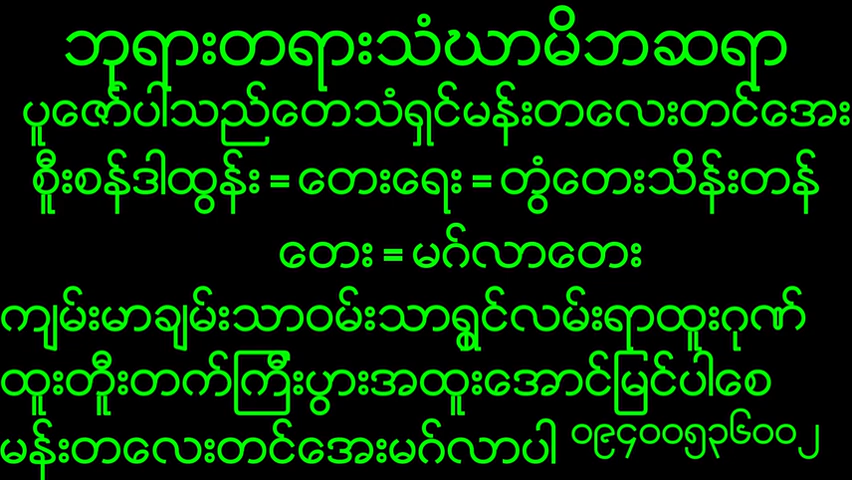 ဘုရားတရားသံဃာမိဘဆရာ
ပူဇော်ပါသည်တေသံရှင်မန်းတလေးတင်အေး
စူးီစန်ဒါထွန်း = တေးရေး = တွံတေးသိန်းတန်
တေး = မင်္ဂလာတေး
ကျမ်းမာချမ်းသာဝမ်းသာရွှင်လမ်းရာထူးဂုဏ်
ထူးတိူးတက်ကြီးပွားအထူးအောင်မြင်ပါစေ
မန်းတလေးတင်အေးမဂ်လာပါ ၀၉၄၀၀၅၃၆၀၀၂